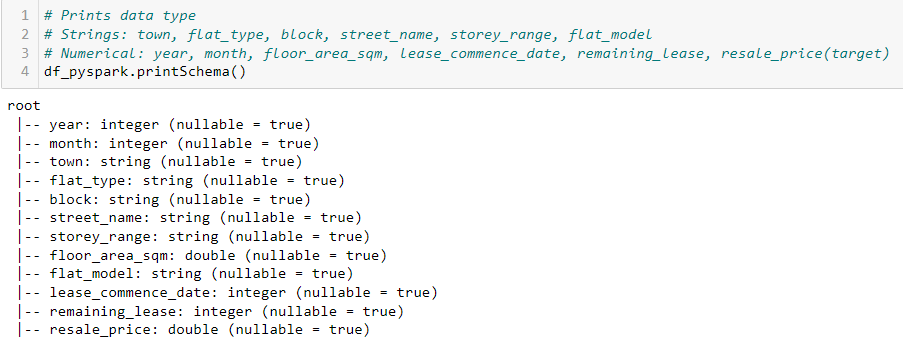 1 # Prints data type
2 # Strings: town, flat_type, block, street_name, storey_range, flat_model
3 # Numerical: year, month, floor_area_sqm, lease_commence_date, remaining_lease, resale_price(target)
4 df_pyspark.printSchema()
root
|-- year: integer (nullable = true)
|-- month: integer (nullable = true)
|-- town: string (nullable = true)
|-- flat_type: string (nullable = true)
|-- block: string (nullable = true)
|-- street_name: string (nullable = true)
|-- storey_range: string (nullable = true)
|-- floor_area_sqm: double (nullable = true)
|-- flat_model: string (nullable = true)
|-- lease_commence_date: integer (nullable = true)
|-- remaining_lease: integer (nullable = true)
|-- resale_price: double (nullable = true)